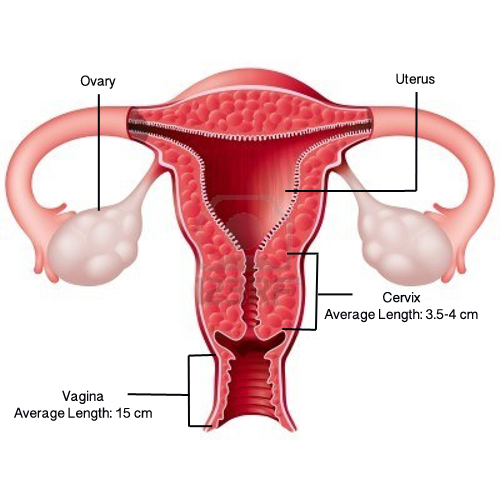 Ovary
Uterus
Cervix
Average Length: 3.5-4 cm
Vagina
Average Length: 15 cm